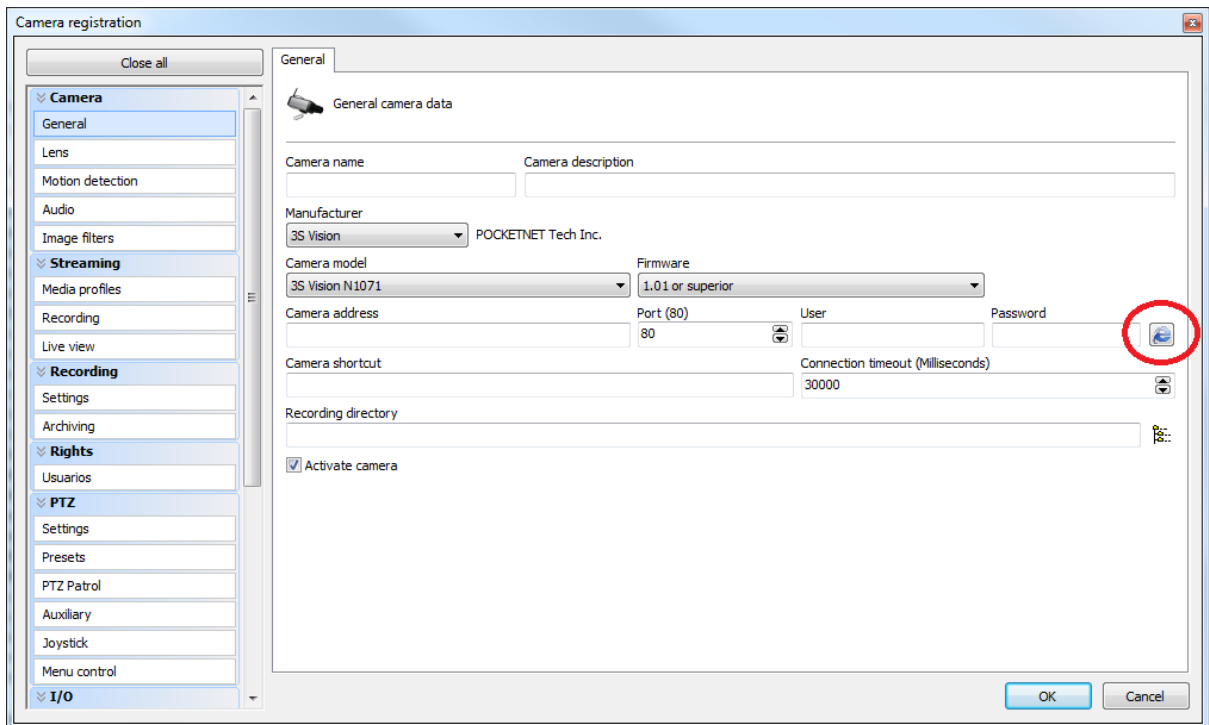 Camera registration
Close all
Camera
General
Lens
Motion detection
Audio
Image filters
Streaming
Media profiles
Recording
Live view
Recording
Settings
Archiving
Rights
Usuarios
PTZ
Settings
Presets
PTZ Patrol
Auxiliary
Joystick
Menu control
I/O
General
General camera data
Camera name Camera description
Manufacturer
3S Vision POCKETNET Tech Inc.
Camera model Firmware
3S Vision N1071 1.01 or superior
Camera address Port (80) User Password
80
Camera shortcut Connection timeout (Milliseconds)
30000
Recording directory
Activate camera
OK Cancel